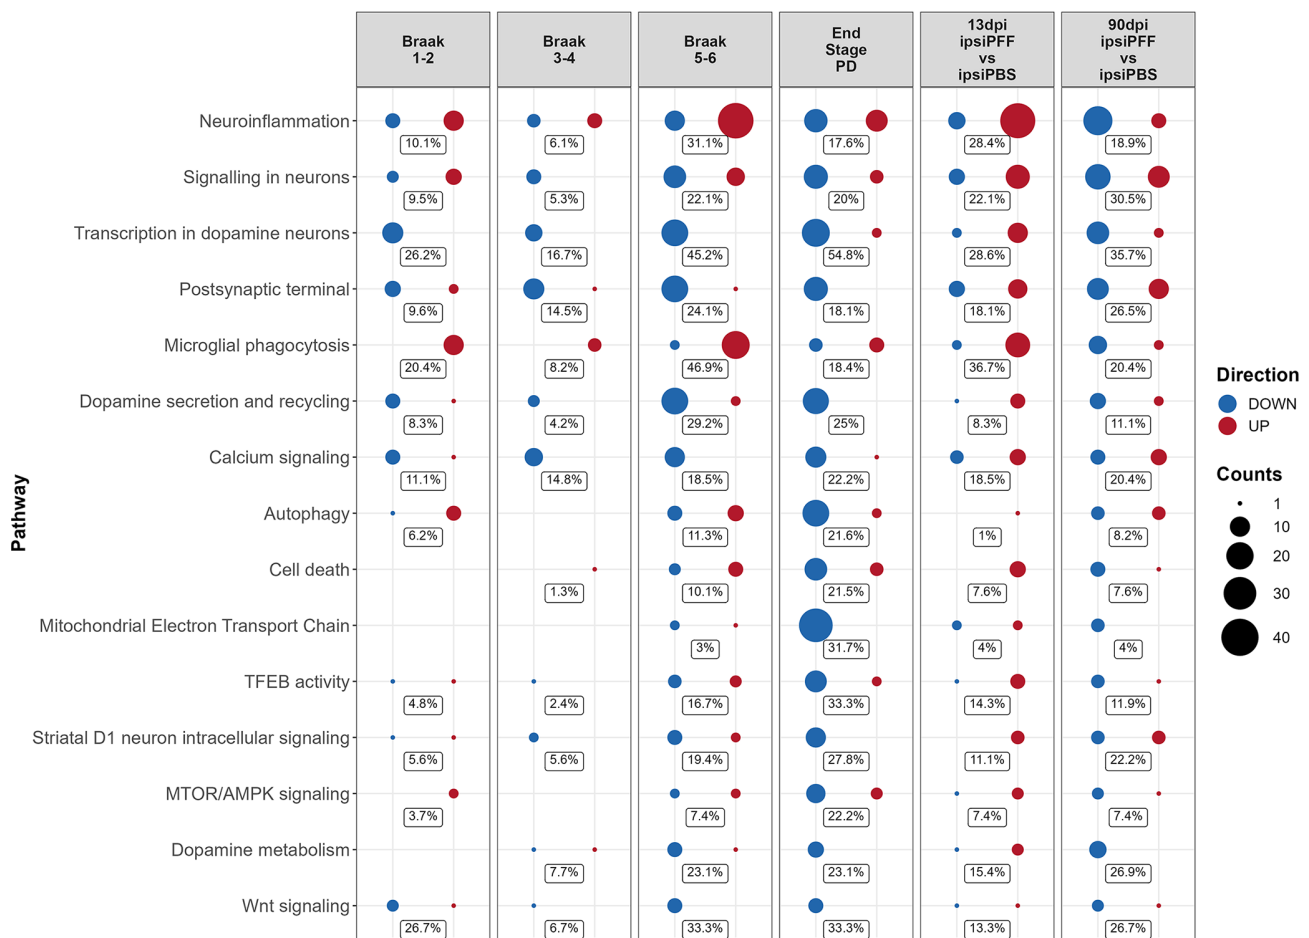 Braak
1-2
Braak
3-4
Braak
5-6
End
Stage
PD
13dpi
ipsiPFF
vs
ipsiPBS
90dpi
ipsiPFF
vs
ipsiPBS
Pathway
Neuroinflammation
10.1% 6.1% 31.1% 17.6% 28.4% 18.9%
Signalling in neurons
9.5% 5.3% 22.1% 20% 22.1% 30.5%
Transcription in dopamine neurons
26.2% 16.7% 45.2% 54.8% 28.6% 35.7%
Postsynaptic terminal
9.6% 14.5% 24.1% 18.1% 18.1% 26.5%
Microglial phagocytosis
20.4% 8.2% 46.9% 18.4% 36.7% 20.4%
Dopamine secretion and recycling
8.3% 4.2% 29.2% 25% 8.3% 11.1%
Calcium signaling
11.1% 14.8% 18.5% 22.2% 18.5% 20.4%
Autophagy
6.2% 11.3% 21.6% 1% 8.2%
Cell death
1.3% 10.1% 21.5% 7.6% 7.6%
Mitochondrial Electron Transport Chain
3% 31.7% 4% 4%
TFEB activity
4.8% 2.4% 16.7% 33.3% 14.3% 11.9%
Striatal D1 neuron intracellular signaling
5.6% 5.6% 19.4% 27.8% 11.1% 22.2%
MTOR/AMPK signaling
3.7% 7.4% 22.2% 7.4% 7.4%
Dopamine metabolism
7.7% 23.1% 23.1% 15.4% 26.9%
Wnt signaling
26.7% 6.7% 33.3% 33.3% 13.3% 26.7%
Direction
DOWN
UP
Counts
1
10
20
30
40